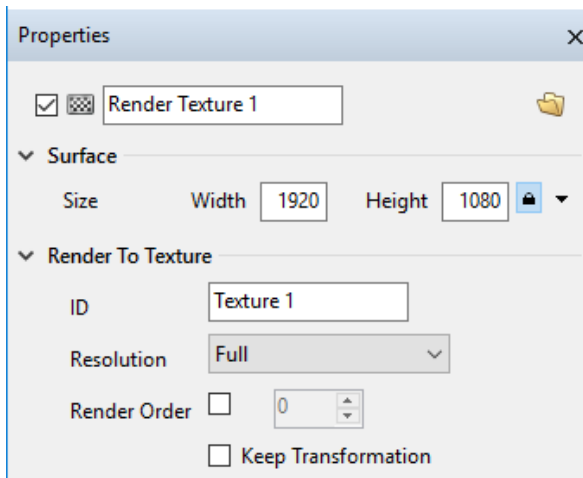 Properties
Render Texture 1
Surface
Size Width 1920 Height 1080
Render To Texture
ID Texture 1
Resolution Full
Render Order 0
Keep Transformation